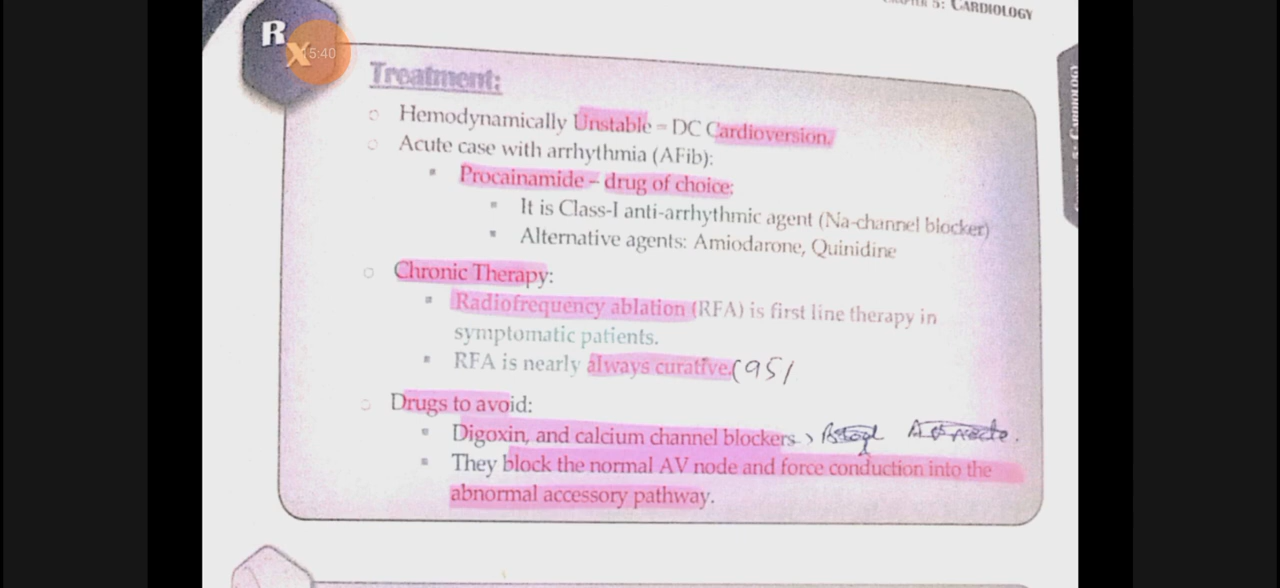 5: CARDIOLOGY
R
X 5:40
Treatment:
Hemodynamically Unstable = DC Cardioversion.
Acute case with arrhythmia (AFib):
Procainamide – drug of choice:
It is Class-I anti-arrhythmic agent (Na-channel blocker)
Alternative agents: Amiodarone, Quinidine
Chronic Therapy:
Radiofrequency ablation (RFA) is first line therapy in
symptomatic patients.
RFA is nearly always curative. (95/
Drugs to avoid:
Digoxin, and calcium channel blockers
They block the normal AV node and force conduction into the
abnormal accessory pathway.
5: CARDIOLOGY